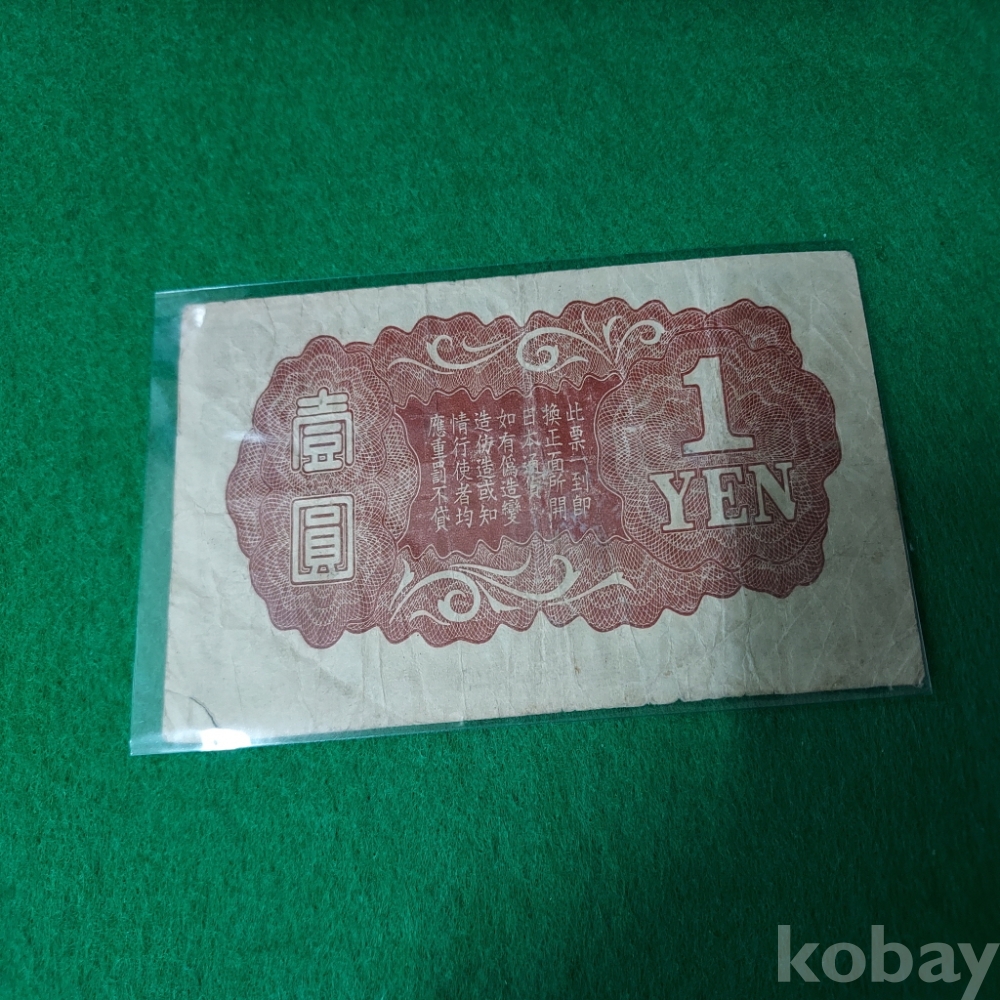 壹圓
此票一到即
換正面所開
日本通貨
如有偽造變
造仿造或知
情行使者均
應重罰不貸
1
YEN
kobay